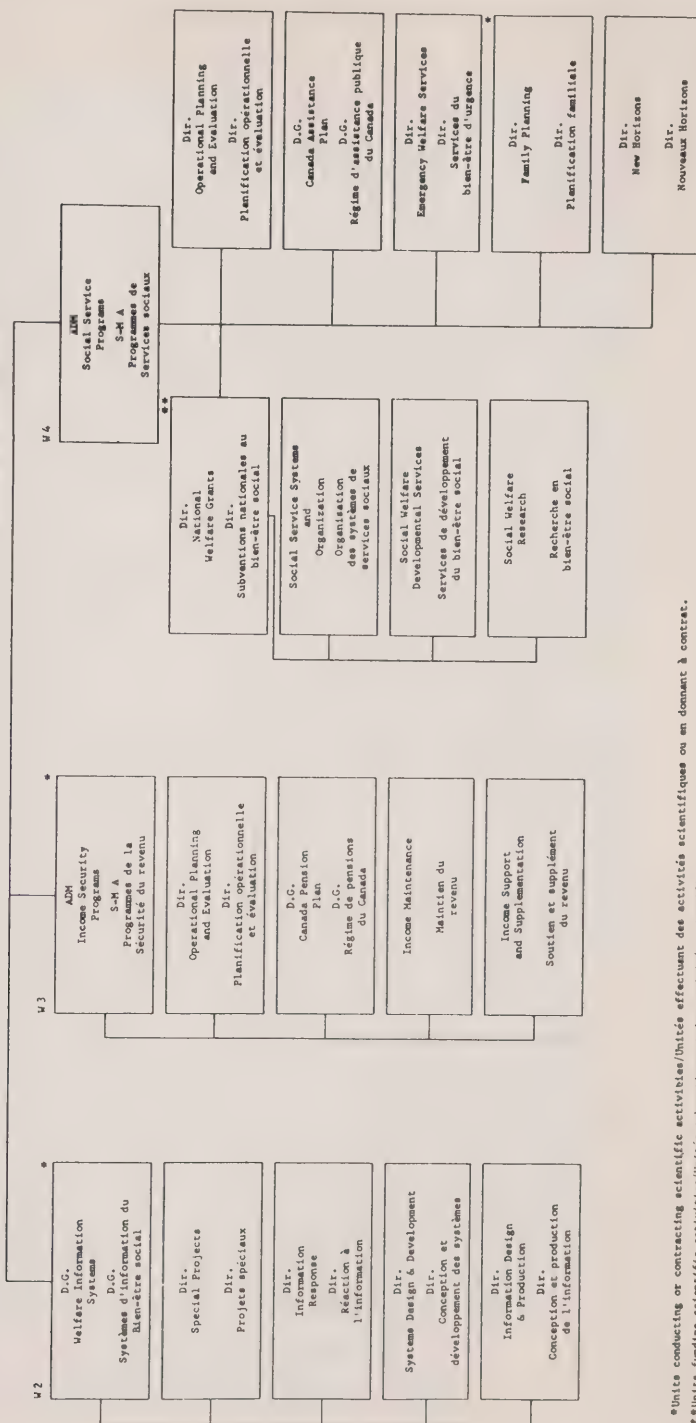 W2
*
D.G.
Welfare Information
Systems
D.G.
Systèmes d'information du
Bien-être social
Dir.
Special Projects
Dir.
Projets spéciaux
Dir.
Information
Response
Dir.
Réaction à
l'information
Dir.
Systems Design & Development
Dir.
Conception et
développement des systèmes
Dir.
Information Design
& Production
Dir.
Conception et production
de l'information
W3
*
ADM
Income Security
Programs
S-M A
Programmes de la
Sécurité du revenu
Dir.
Operational Planning
and Evaluation
Dir.
Planification opérationnelle
et évaluation
D.G.
Canada Pension
Plan
D.G.
Régime de pensions
du Canada
Income Maintenance
Maintien du
revenu
Income Support
and Supplementation
Soutien et supplément
du revenu
W4
ADM
Social Service
Programs
S-M A
Programmes de
Services sociaux
**
Dir.
National
Welfare Grants
Dir.
Subventions nationales au
bien-être social
Social Service Systems
and
Organization
Organisation
des systèmes de
services sociaux
Social Welfare
Developmental Services
Services de développement
du bien-être social
Social Welfare
Research
Recherche en
bien-être social
Dir.
Operational Planning
and Evaluation
Dir.
Planification opérationnelle
et évaluation
D.G.
Canada Assistance
Plan
D.G.
Régime d'assistance publique
du Canada
Dir.
Emergency Welfare Services
Dir.
Services du
bien-être d'urgence
*
Dir.
Family Planning
Dir.
Planification familiale
Dir.
New Horizons
Dir.
Nouveaux Horizons
*Units conducting or contracting scientific activities/Unités effectuant des activités scientifiques ou en donnant à contrat.